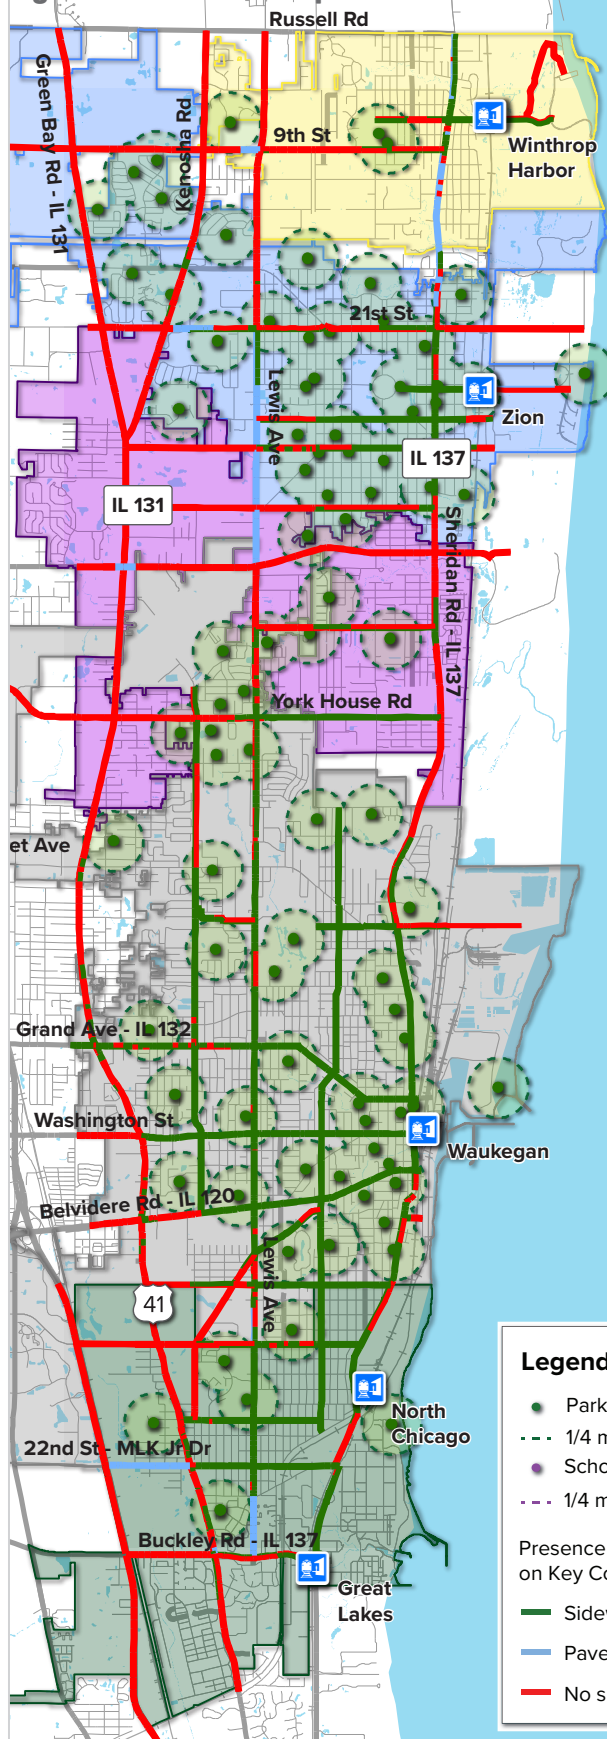 Russell Rd
Green Bay Rd - IL 131
Kenosha Rd
9th St
Winthrop
Harbor
21st St
Lewis Ave
Zion
IL 137
IL 131
Sheridan Rd - IL 137
York House Rd
et Ave
Grand Ave - IL 132
Washington St
Waukegan
Belvidere Rd - IL 120
Lewis Ave
41
Legend
Park
1/4 m
Scho
1/4 m
Presence
on Key Co
Sidew
Pave
No s
North
Chicago
22nd St - MLK Jr Dr
Buckley Rd - IL 137
Great
Lakes